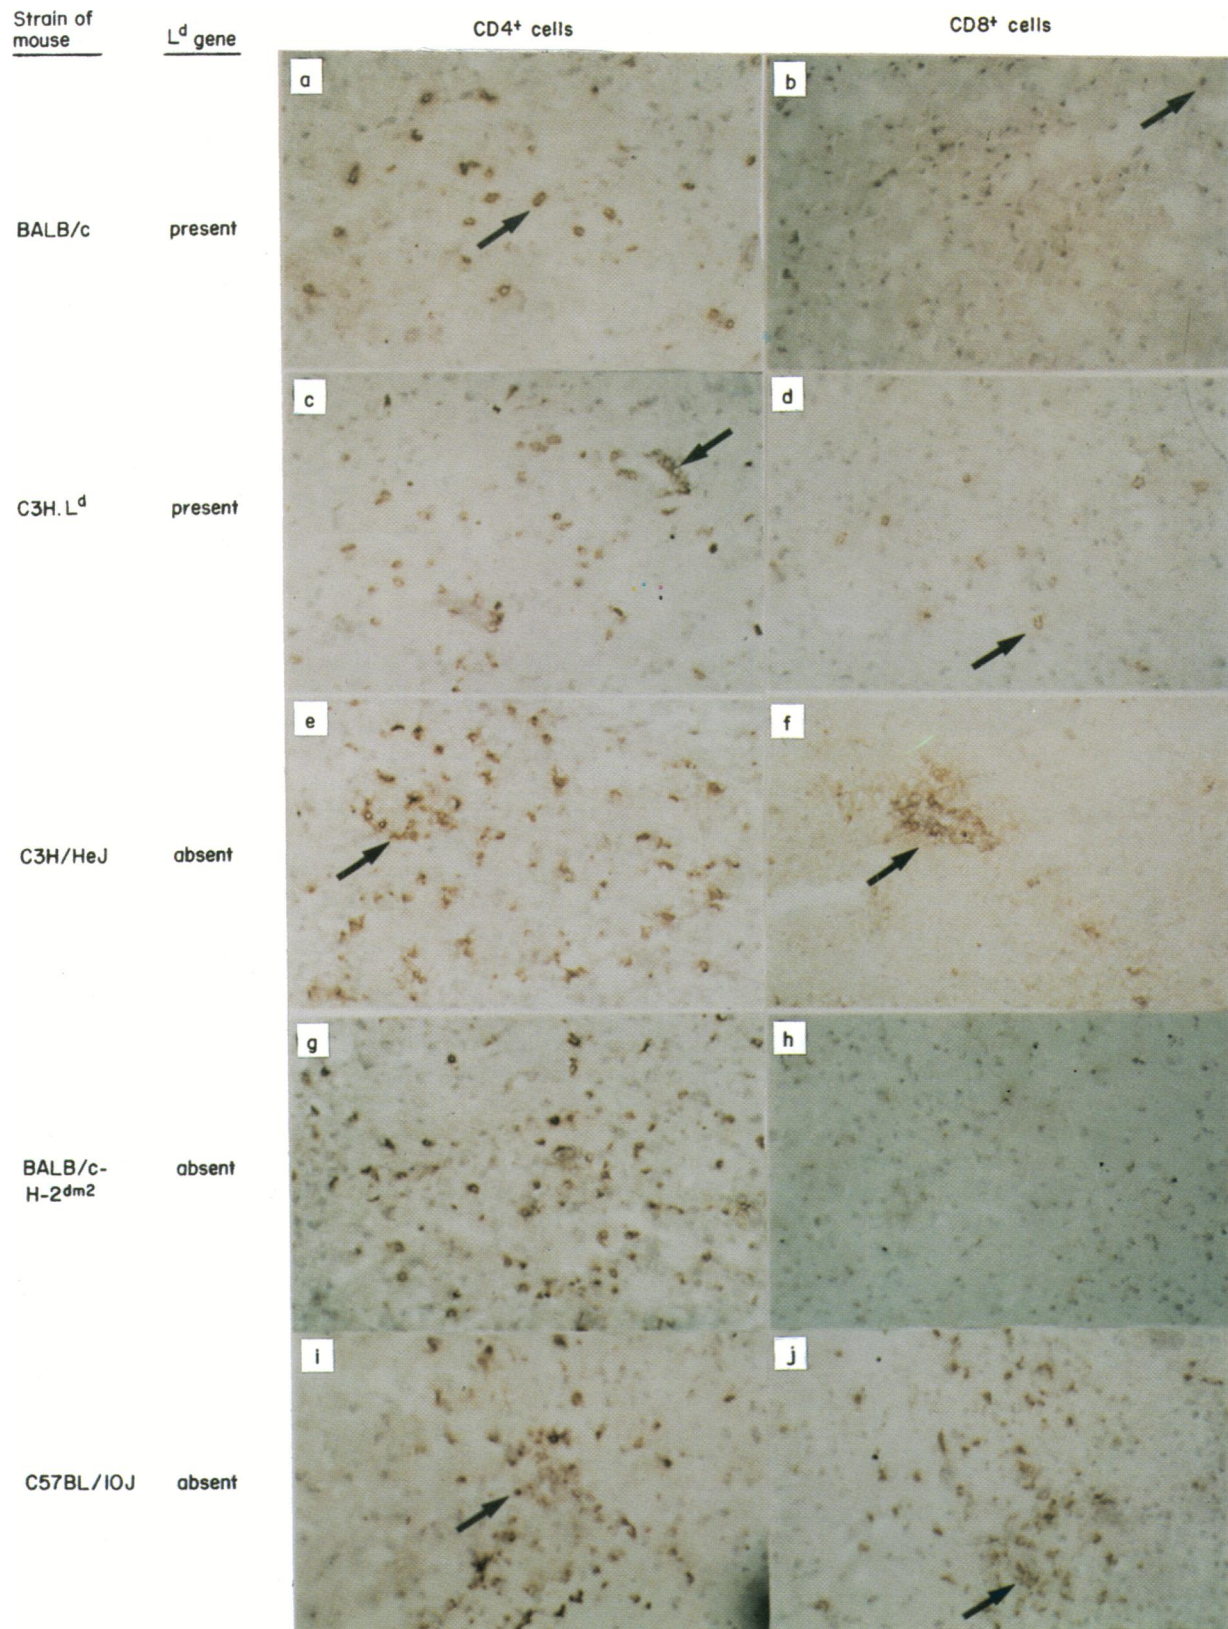 Strain of
mouse
L^d gene
CD4⁺ cells
CD8⁺ cells
a
b
BALB/c
present
c
d
C3H.L^d
present
e
f
C3H/HeJ
absent
g
h
BALB/c-
H-2^dm2
absent
i
j
C57BL/10J
absent